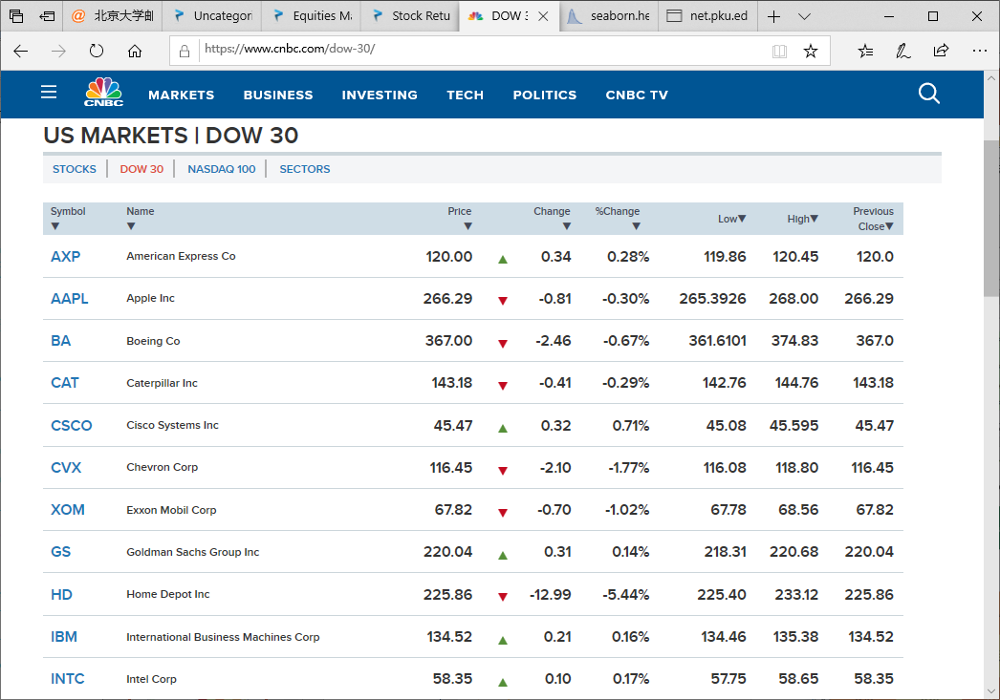 北京大学邮 Uncategori Equities Ma Stock Retu DOW 3 seaborn.he net.pku.ed
https://www.cnbc.com/dow-30/
CNBC MARKETS BUSINESS INVESTING TECH POLITICS CNBC TV
US MARKETS | DOW 30
STOCKS DOW 30 NASDAQ 100 SECTORS
Symbol▼ Name▼ Price▼ Change▼ %Change▼ Low▼ High▼ Previous Close▼
AXP American Express Co 120.00 ▲ 0.34 0.28% 119.86 120.45 120.0
AAPL Apple Inc 266.29 ▼ -0.81 -0.30% 265.3926 268.00 266.29
BA Boeing Co 367.00 ▼ -2.46 -0.67% 361.6101 374.83 367.0
CAT Caterpillar Inc 143.18 ▼ -0.41 -0.29% 142.76 144.76 143.18
CSCO Cisco Systems Inc 45.47 ▲ 0.32 0.71% 45.08 45.595 45.47
CVX Chevron Corp 116.45 ▼ -2.10 -1.77% 116.08 118.80 116.45
XOM Exxon Mobil Corp 67.82 ▼ -0.70 -1.02% 67.78 68.56 67.82
GS Goldman Sachs Group Inc 220.04 ▲ 0.31 0.14% 218.31 220.68 220.04
HD Home Depot Inc 225.86 ▼ -12.99 -5.44% 225.40 233.12 225.86
IBM International Business Machines Corp 134.52 ▲ 0.21 0.16% 134.46 135.38 134.52
INTC Intel Corp 58.35 ▲ 0.10 0.17% 57.75 58.65 58.35